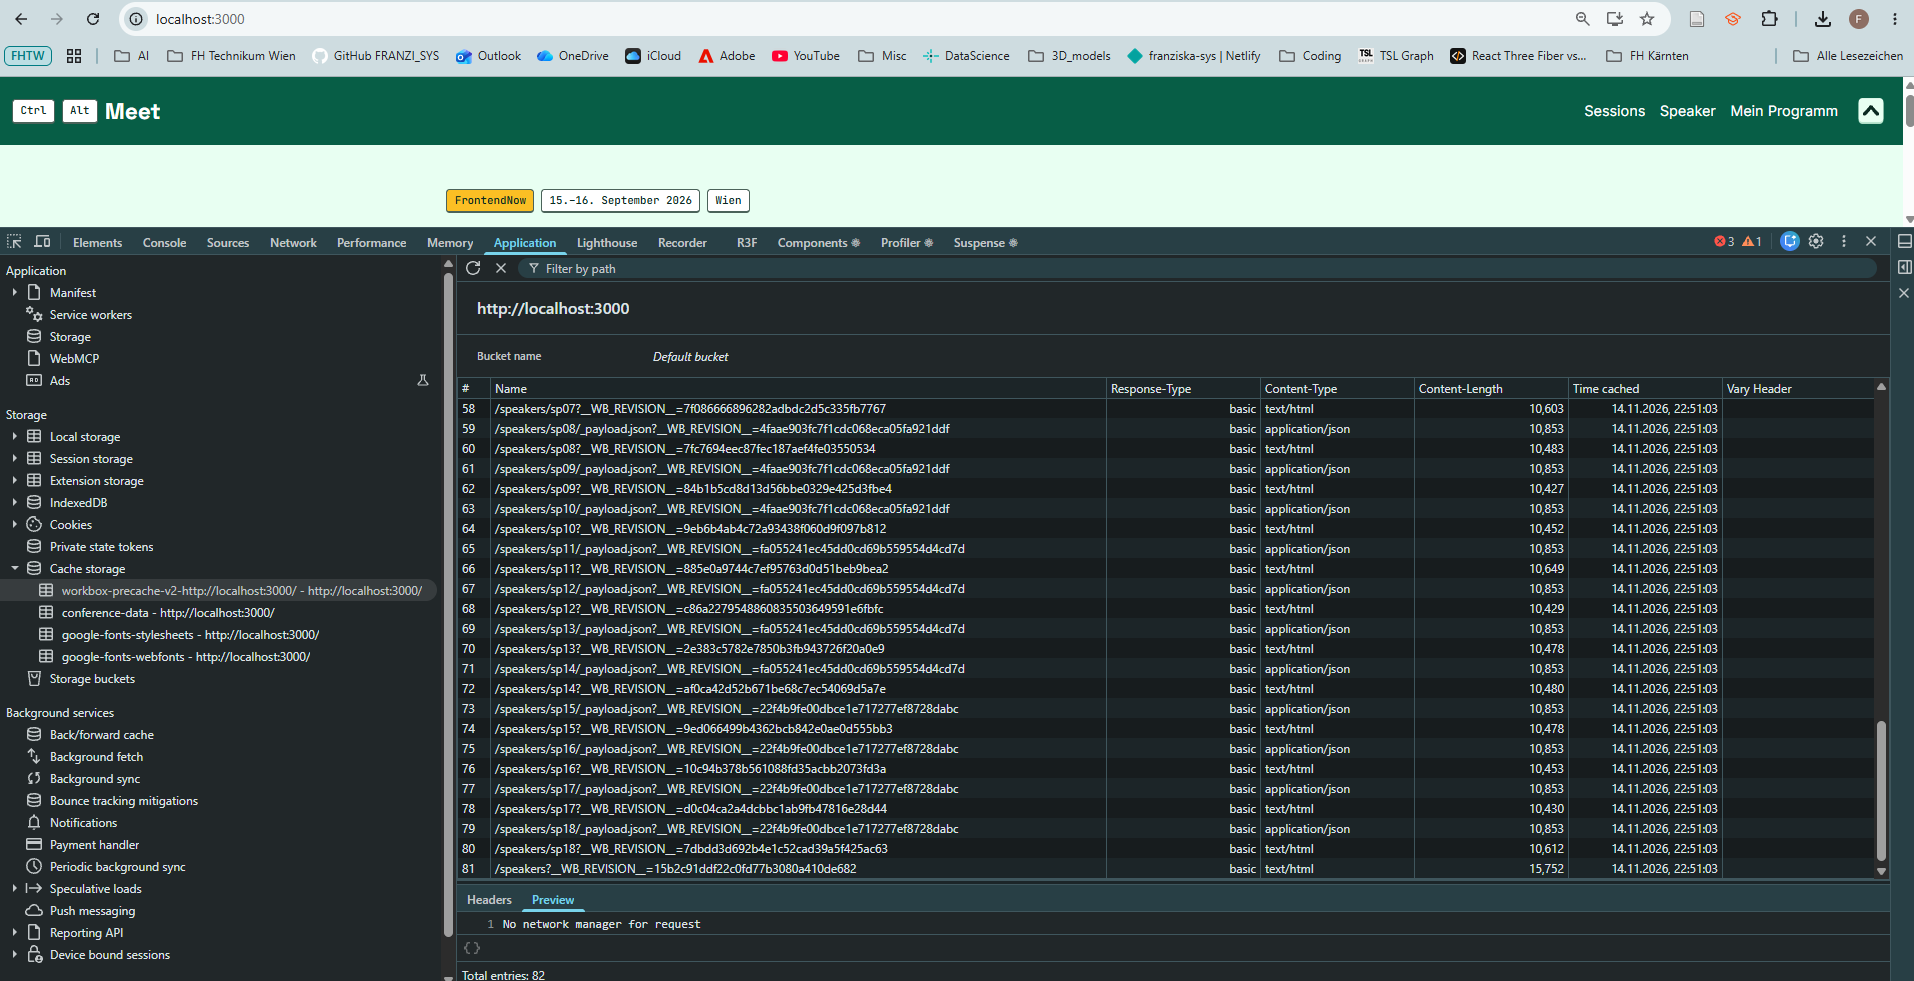 localhost:3000
F
FHTW AI FH Technikum Wien GitHub FRANZI_SYS Outlook OneDrive iCloud Adobe YouTube Misc DataScience 3D_models franziska-sys | Netlify Coding TSL GRAPH TSL Graph React Three Fiber vs... FH Kärnten Alle Lesezeichen
Ctrl Alt Meet Sessions Speaker Mein Programm
FrontendNow 15.–16. September 2026 Wien
Elements Console Sources Network Performance Memory Application Lighthouse Recorder R3F Components Profiler Suspense 3 1
Application
Manifest
Service workers
Storage
WebMCP
Ads
Storage
Local storage
Session storage
Extension storage
IndexedDB
Cookies
Private state tokens
Cache storage
workbox-precache-v2-http://localhost:3000/ - http://localhost:3000/
conference-data - http://localhost:3000/
google-fonts-stylesheets - http://localhost:3000/
google-fonts-webfonts - http://localhost:3000/
Storage buckets
Background services
Back/forward cache
Background fetch
Background sync
Bounce tracking mitigations
Notifications
Payment handler
Periodic background sync
Speculative loads
Push messaging
Reporting API
Device bound sessions
Filter by path
http://localhost:3000
Bucket name Default bucket
# Name Response-Type Content-Type Content-Length Time cached Vary Header
58 /speakers/sp07?__WB_REVISION__=7f086666896282adbdc2d5c335fb7767 basic text/html 10,603 14.11.2026, 22:51:03
59 /speakers/sp08/_payload.json?__WB_REVISION__=4faae903fc7f1cdc068eca05fa921ddf basic application/json 10,853 14.11.2026, 22:51:03
60 /speakers/sp08?__WB_REVISION__=7fc7694eec87fec187aef4fe03550534 basic text/html 10,483 14.11.2026, 22:51:03
61 /speakers/sp09/_payload.json?__WB_REVISION__=4faae903fc7f1cdc068eca05fa921ddf basic application/json 10,853 14.11.2026, 22:51:03
62 /speakers/sp09?__WB_REVISION__=84b1b5cd8d13d56bbe0329e425d3fbe4 basic text/html 10,427 14.11.2026, 22:51:03
63 /speakers/sp10/_payload.json?__WB_REVISION__=4faae903fc7f1cdc068eca05fa921ddf basic application/json 10,853 14.11.2026, 22:51:03
64 /speakers/sp10?__WB_REVISION__=9eb6b4ab4c72a93438f060d9f097b812 basic text/html 10,452 14.11.2026, 22:51:03
65 /speakers/sp11/_payload.json?__WB_REVISION__=fa055241ec45dd0cd69b559554d4cd7d basic application/json 10,853 14.11.2026, 22:51:03
66 /speakers/sp11?__WB_REVISION__=885e0a9744c7ef95763d0d51beb9bea2 basic text/html 10,649 14.11.2026, 22:51:03
67 /speakers/sp12/_payload.json?__WB_REVISION__=fa055241ec45dd0cd69b559554d4cd7d basic application/json 10,853 14.11.2026, 22:51:03
68 /speakers/sp12?__WB_REVISION__=c86a2279548860835503649591e6fbfc basic text/html 10,429 14.11.2026, 22:51:03
69 /speakers/sp13/_payload.json?__WB_REVISION__=fa055241ec45dd0cd69b559554d4cd7d basic application/json 10,853 14.11.2026, 22:51:03
70 /speakers/sp13?__WB_REVISION__=2e383c5782e7850b3fb943726f20a0e9 basic text/html 10,478 14.11.2026, 22:51:03
71 /speakers/sp14/_payload.json?__WB_REVISION__=fa055241ec45dd0cd69b559554d4cd7d basic application/json 10,853 14.11.2026, 22:51:03
72 /speakers/sp14?__WB_REVISION__=af0ca42d52b671be68c7ec54069d5a7e basic text/html 10,480 14.11.2026, 22:51:03
73 /speakers/sp15/_payload.json?__WB_REVISION__=22f4b9fe00dbce1e717277ef8728dabc basic application/json 10,853 14.11.2026, 22:51:03
74 /speakers/sp15?__WB_REVISION__=9ed066499b4362bcb842e0ae0d555bb3 basic text/html 10,478 14.11.2026, 22:51:03
75 /speakers/sp16/_payload.json?__WB_REVISION__=22f4b9fe00dbce1e717277ef8728dabc basic application/json 10,853 14.11.2026, 22:51:03
76 /speakers/sp16?__WB_REVISION__=10c94b378b561088fd35acbb2073fd3a basic text/html 10,453 14.11.2026, 22:51:03
77 /speakers/sp17/_payload.json?__WB_REVISION__=22f4b9fe00dbce1e717277ef8728dabc basic application/json 10,853 14.11.2026, 22:51:03
78 /speakers/sp17?__WB_REVISION__=d0c04ca2a4dcbbc1ab9fb47816e28d44 basic text/html 10,430 14.11.2026, 22:51:03
79 /speakers/sp18/_payload.json?__WB_REVISION__=22f4b9fe00dbce1e717277ef8728dabc basic application/json 10,853 14.11.2026, 22:51:03
80 /speakers/sp18?__WB_REVISION__=7dbdd3d692b4e1c52cad39a5f425ac63 basic text/html 10,612 14.11.2026, 22:51:03
81 /speakers?__WB_REVISION__=15b2c91ddf22c0fd77b3080a410de682 basic text/html 15,752 14.11.2026, 22:51:03
Headers Preview
1 No network manager for request
{}
Total entries: 82